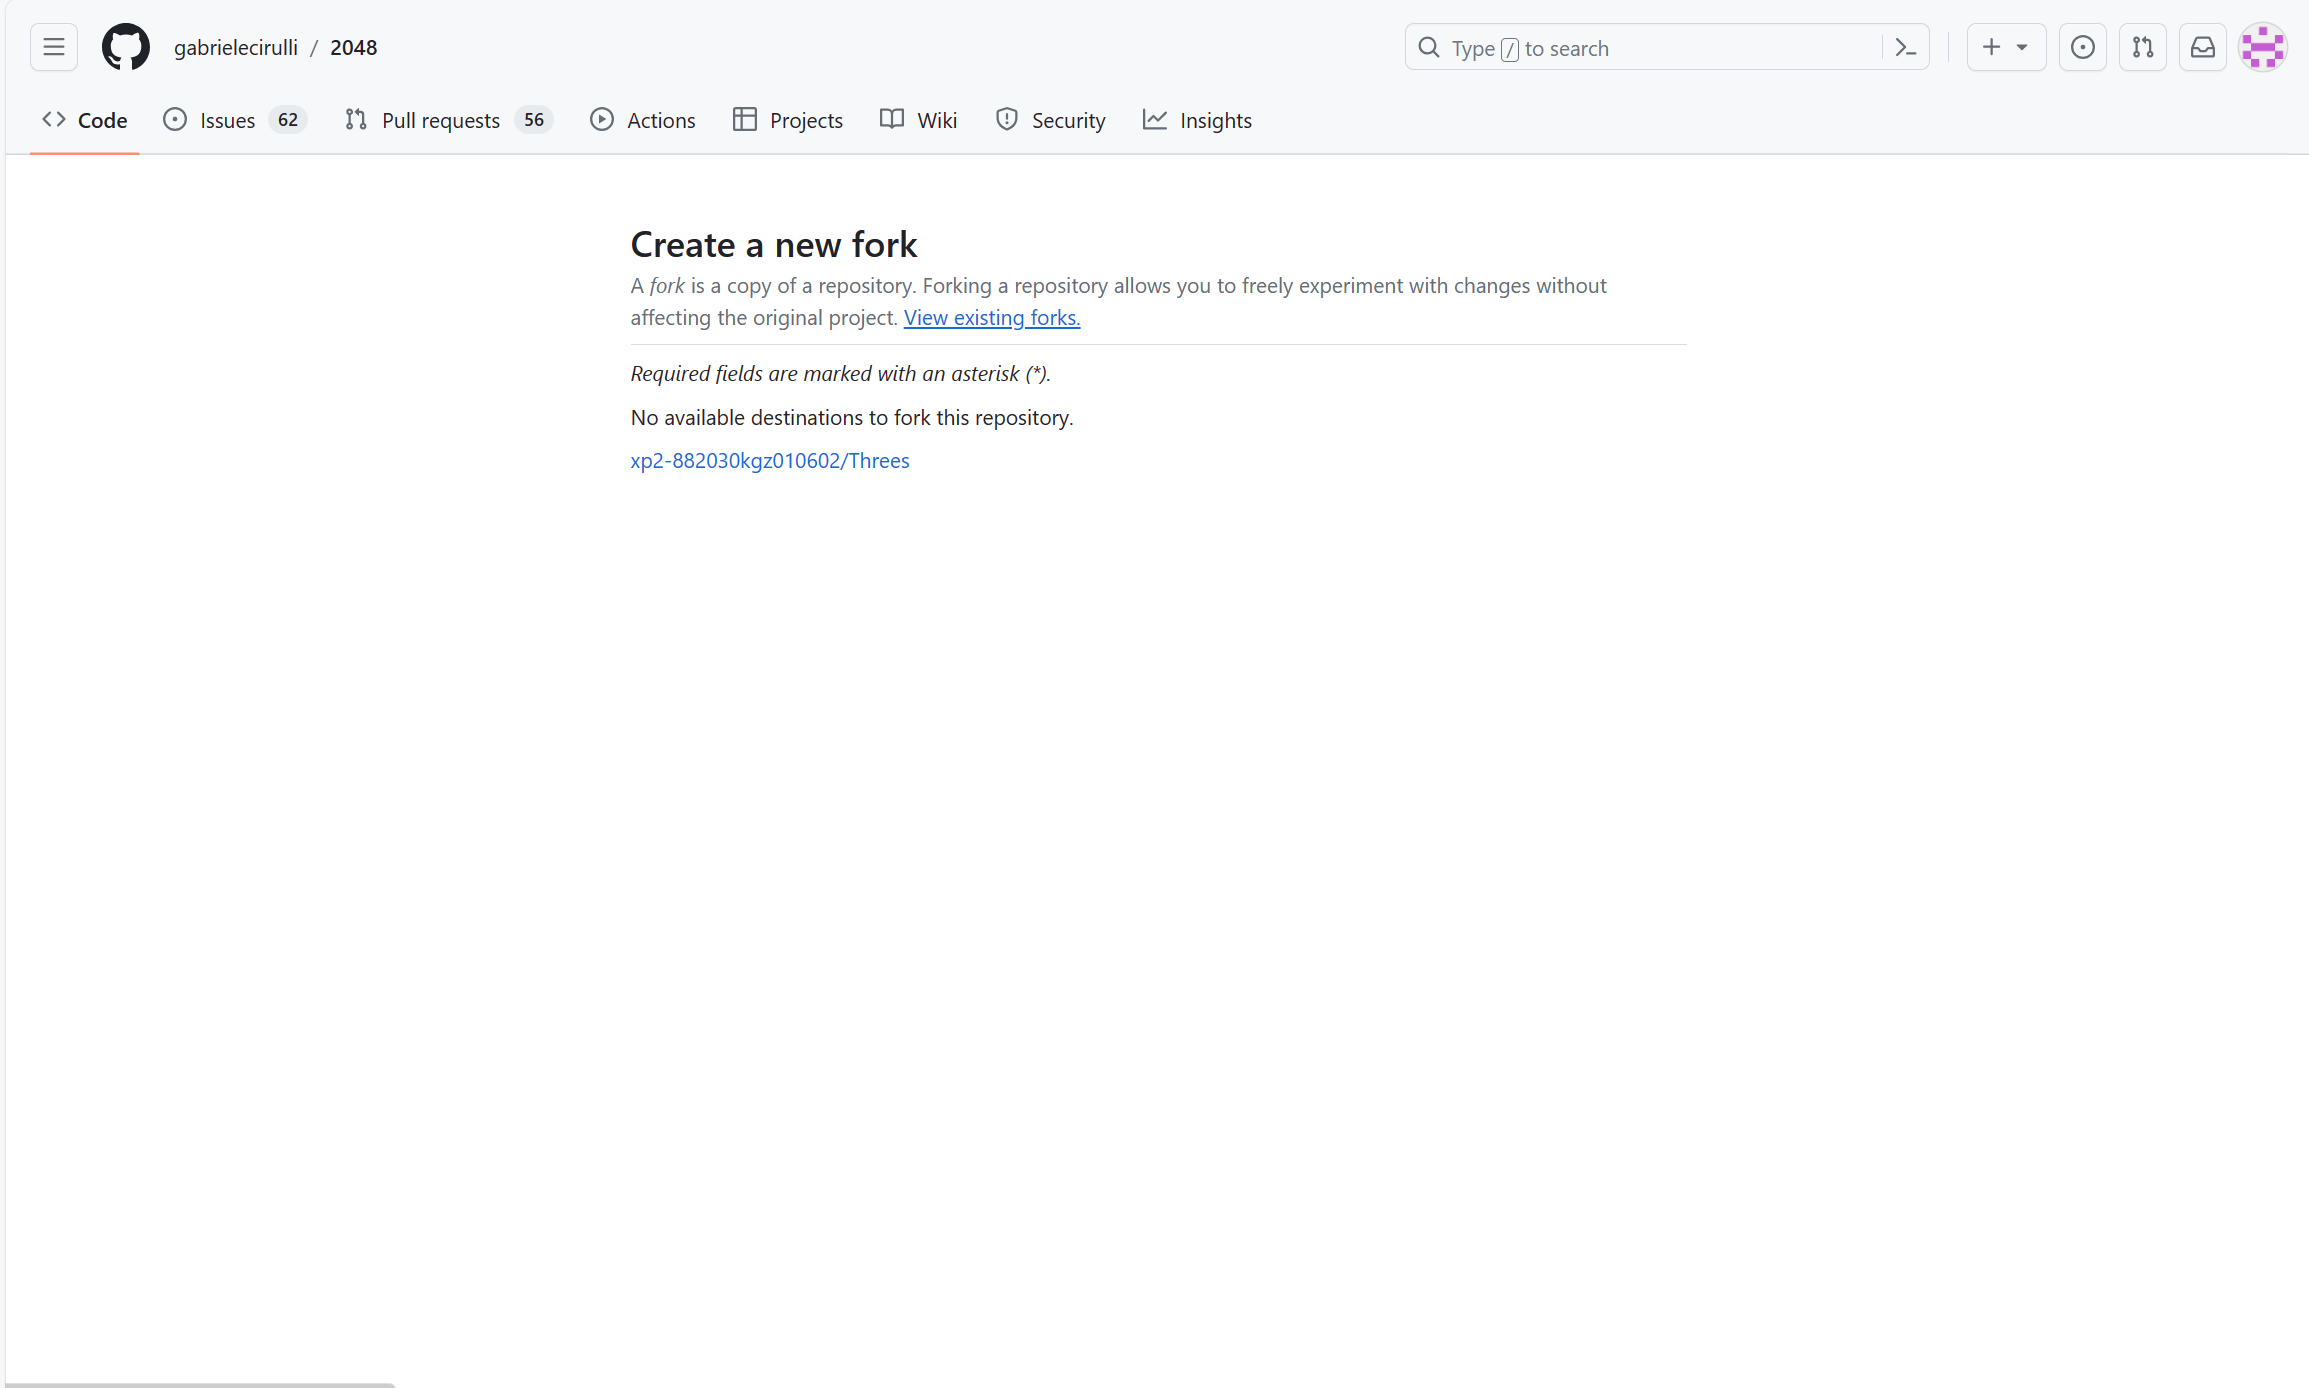 gabrielecirulli / 2048
Type / to search
Code
Issues 62
Pull requests 56
Actions
Projects
Wiki
Security
Insights
Create a new fork
A fork is a copy of a repository. Forking a repository allows you to freely experiment with changes without
affecting the original project. View existing forks.
Required fields are marked with an asterisk (*).
No available destinations to fork this repository.
xp2-882030kgz010602/Threes